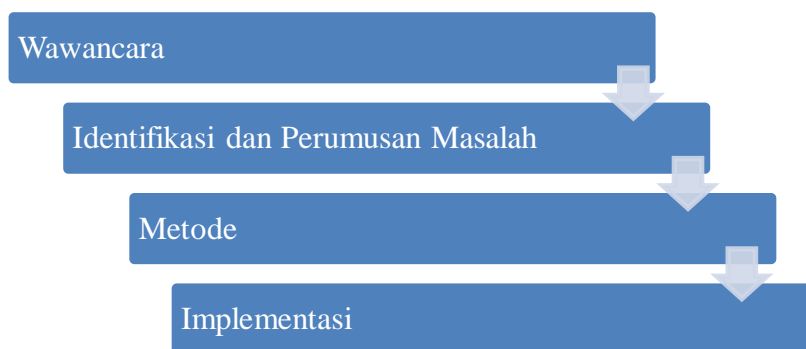 Wawancara
Identifikasi dan Perumusan Masalah
Metode
Implementasi